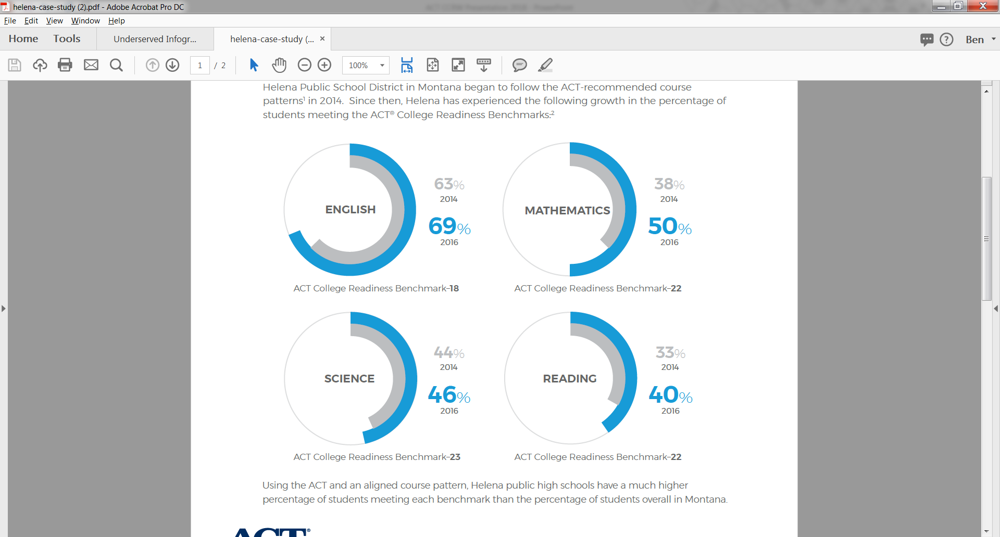 helena-case-study (2).pdf - Adobe Acrobat Pro DC
ACT CCRW Presentation 2018 - PowerPoint
File Edit View Window Help
Home Tools Underserved Infogr... helena-case-study (... × Ben
1 / 2 100%
Helena Public School District in Montana began to follow the ACT-recommended course
patterns¹ in 2014. Since then, Helena has experienced the following growth in the percentage of
students meeting the ACT® College Readiness Benchmarks:²
ENGLISH
63%
2014
69%
2016
ACT College Readiness Benchmark–18
MATHEMATICS
38%
2014
50%
2016
ACT College Readiness Benchmark–22
SCIENCE
44%
2014
46%
2016
ACT College Readiness Benchmark–23
READING
33%
2014
40%
2016
ACT College Readiness Benchmark–22
Using the ACT and an aligned course pattern, Helena public high schools have a much higher
percentage of students meeting each benchmark than the percentage of students overall in Montana.
ACT®